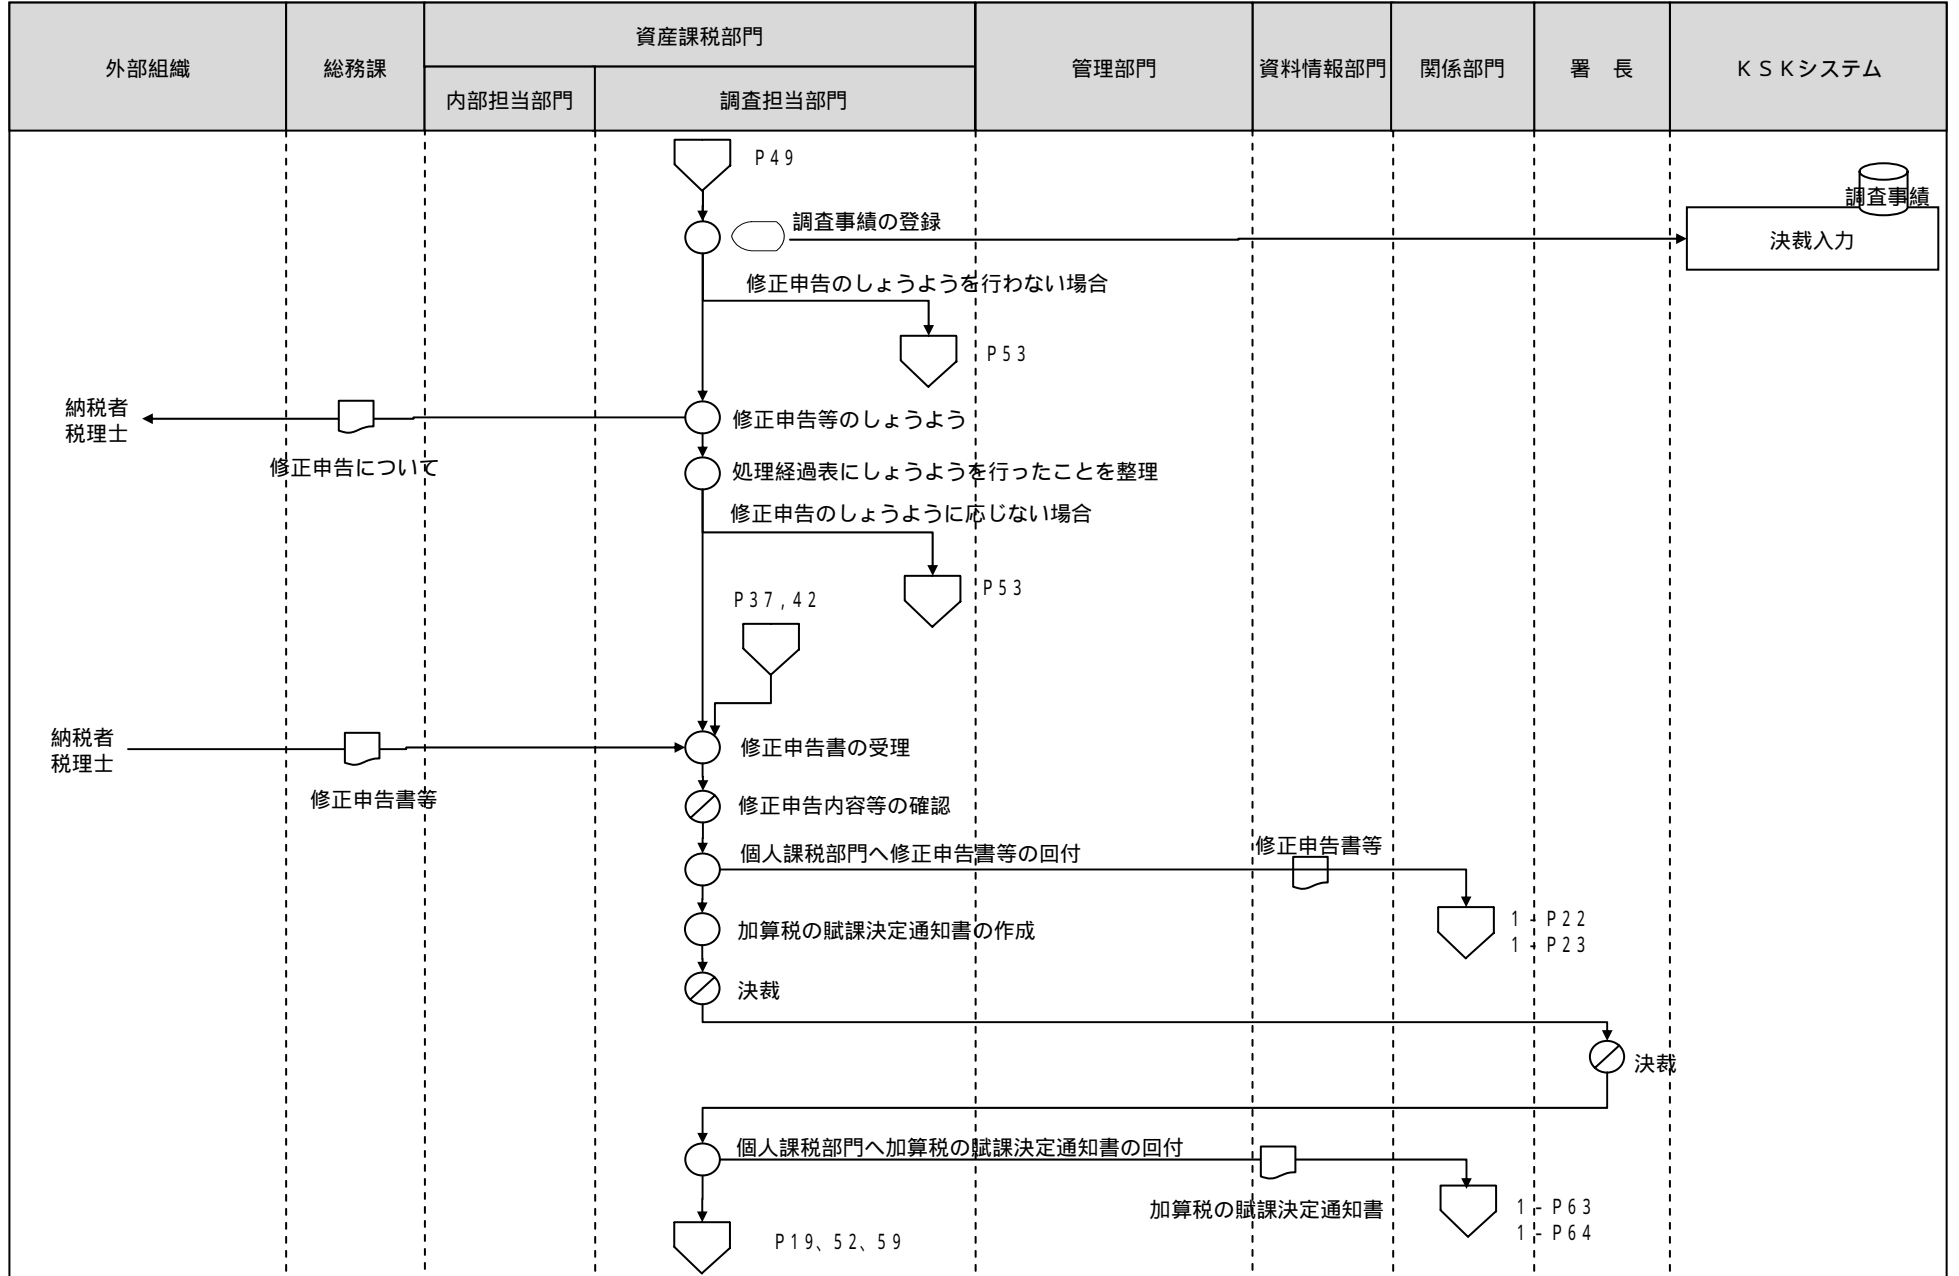 資産課税部門
外部組織
総務課
管理部門
資料情報部門
関係部門
署　長
ＫＳＫシステム
内部担当部門
調査担当部門
P49
調査事績
調査事績の登録
決裁入力
修正申告のしょうようを行わない場合
P53
納税者
税理士
修正申告等のしょうよう
修正申告について
処理経過表にしょうようを行ったことを整理
修正申告のしょうように応じない場合
P53
P37,42
納税者
税理士
修正申告書の受理
修正申告書等
修正申告内容等の確認
修正申告書等
個人課税部門へ修正申告書等の回付
1-P22
1-P23
加算税の賦課決定通知書の作成
決裁
決裁
個人課税部門へ加算税の賦課決定通知書の回付
加算税の賦課決定通知書
1-P63
1-P64
P19、52、59